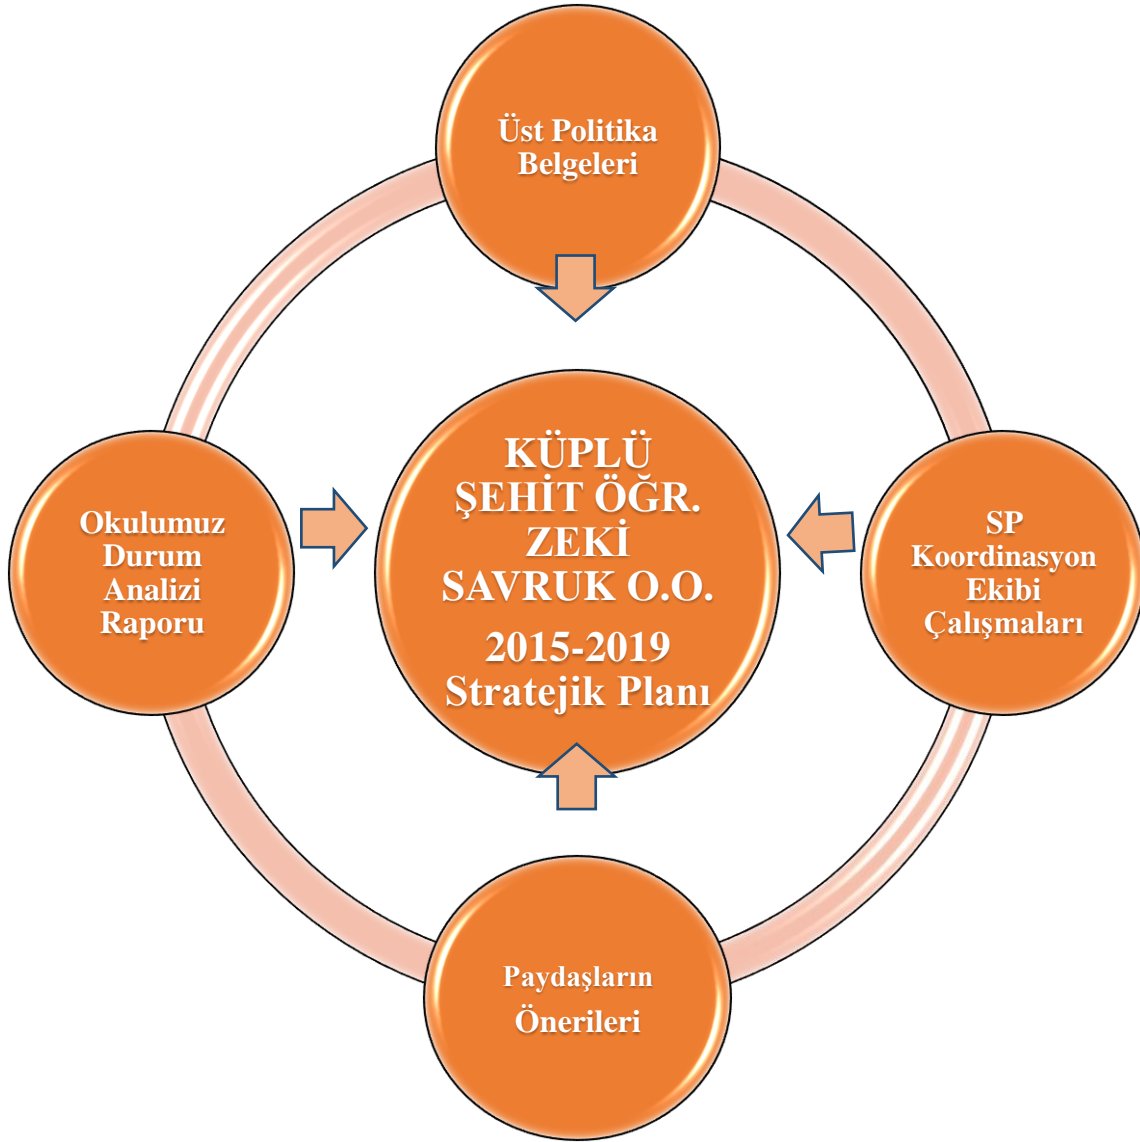 Üst Politika
Belgeleri
KÜPLÜ
ŞEHİT ÖĞR.
ZEKİ
SAVRUK O.O.
2015-2019
Stratejik Planı
Okulumuz
Durum
Analizi
Raporu
SP
Koordinasyon
Ekibi
Çalışmaları
Paydaşların
Önerileri